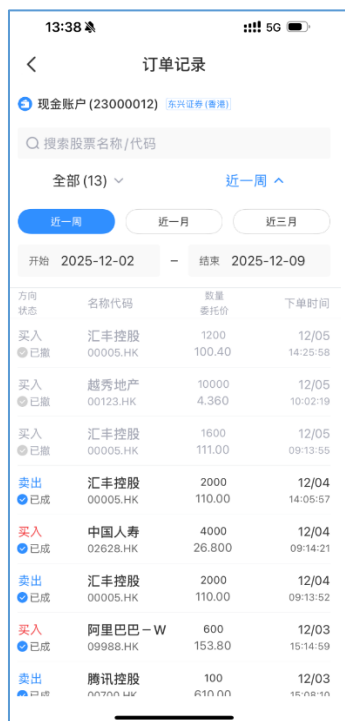 13:38 5G
订单记录
现金账户(23000012) 东兴证券(香港)
搜索股票名称/代码
全部(13) 近一周
近一周 近一月 近三月
开始 2025-12-02 – 结束 2025-12-09
方向 名称代码 数量 下单时间
状态 委托价
买入 汇丰控股 1200 12/05
已撤 00005.HK 100.40 14:25:58
买入 越秀地产 10000 12/05
已撤 00123.HK 4.360 10:02:19
买入 汇丰控股 1600 12/05
已撤 00005.HK 111.00 09:13:55
卖出 汇丰控股 2000 12/04
已成 00005.HK 110.00 14:05:57
买入 中国人寿 4000 12/04
已成 02628.HK 26.800 09:14:21
卖出 汇丰控股 2000 12/04
已成 00005.HK 110.00 09:13:52
买入 阿里巴巴－W 600 12/03
已成 09988.HK 153.80 15:14:59
卖出 腾讯控股 100 12/03
已成 00700.HK 610.00 15:08:10